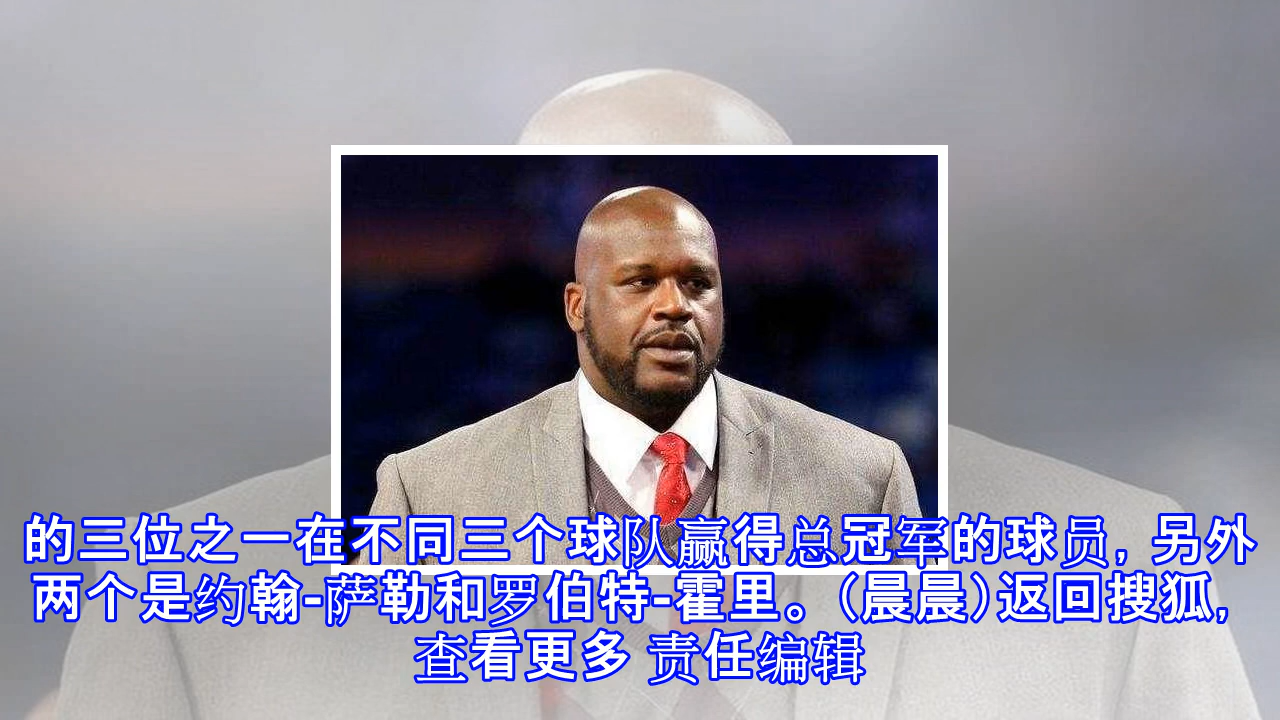 的三位之一在不同三个球队赢得总冠军的球员, 另外
两个是约翰-萨勒和罗伯特-霍里。(晨晨)返回搜狐,
查看更多 责任编辑